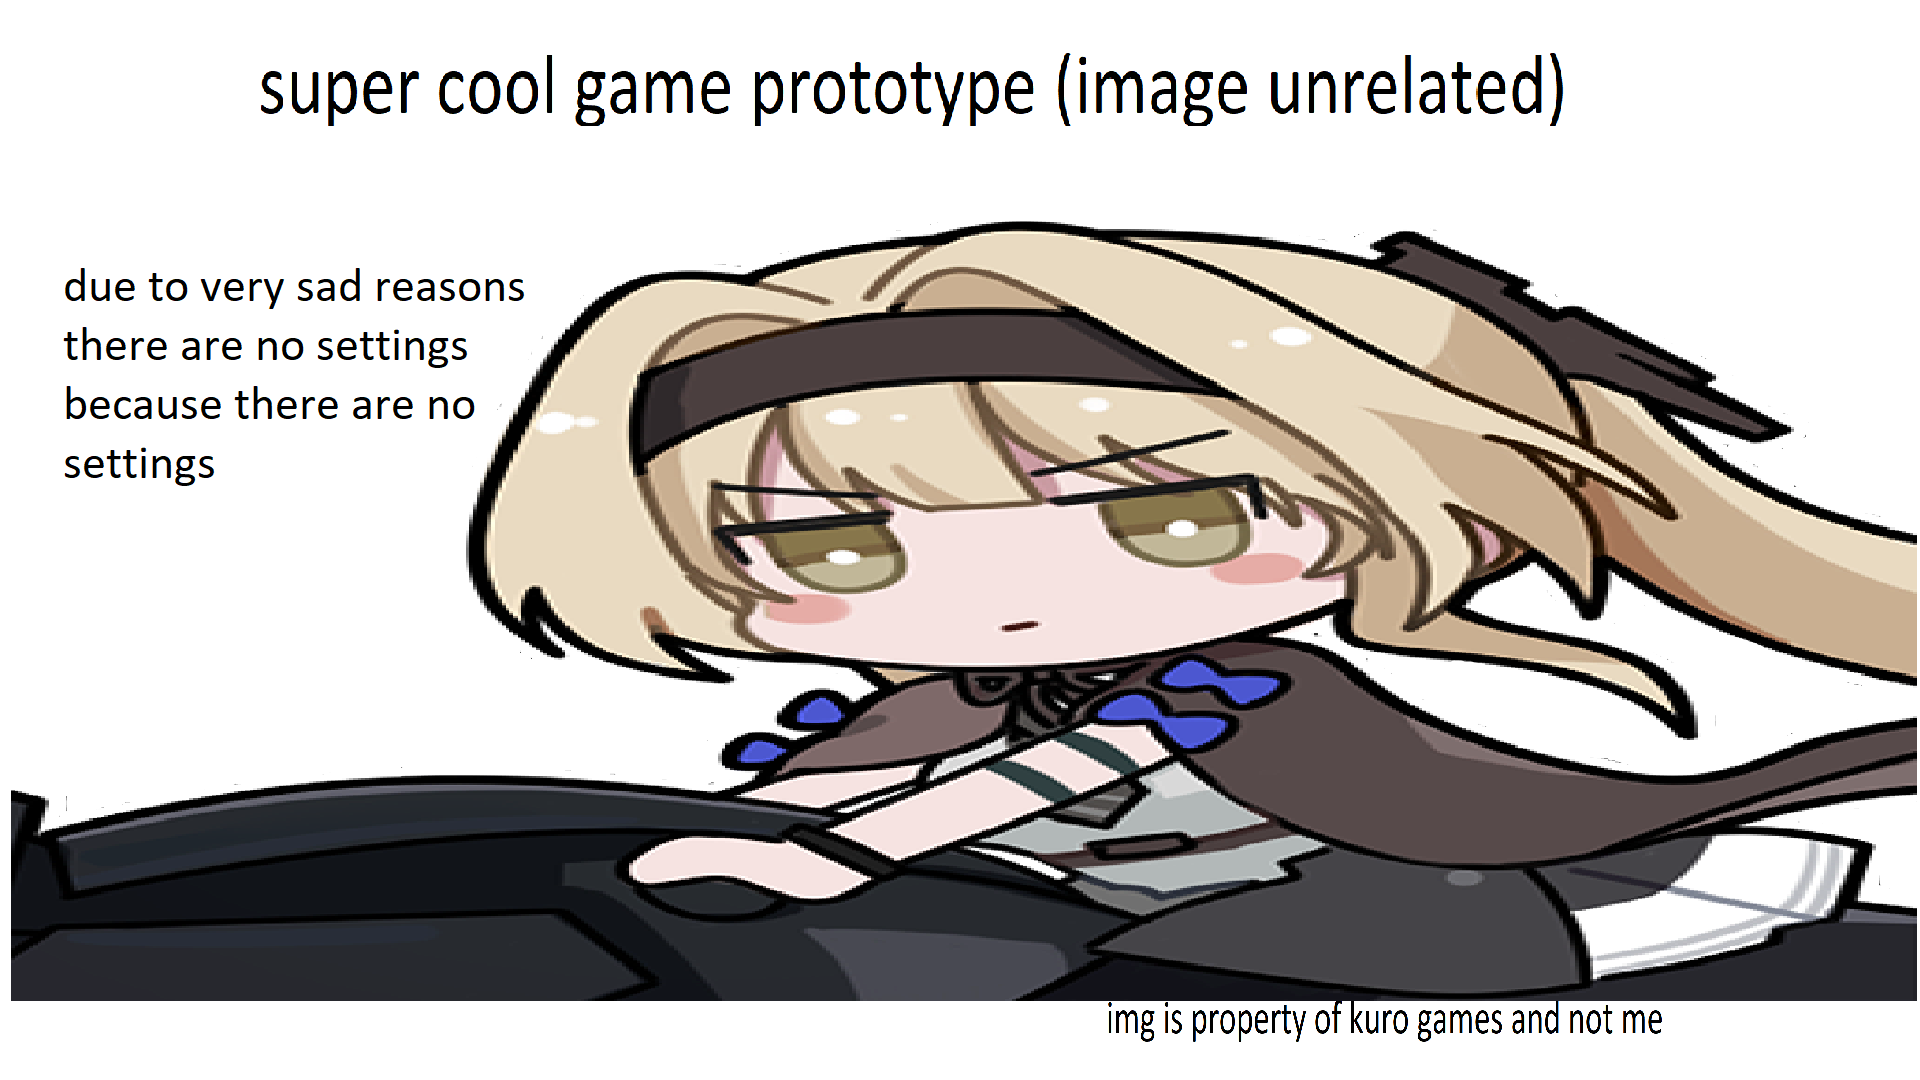 super cool game prototype (image unrelated)
due to very sad reasons
there are no settings
because there are no
settings
img is property of kuro games and not me